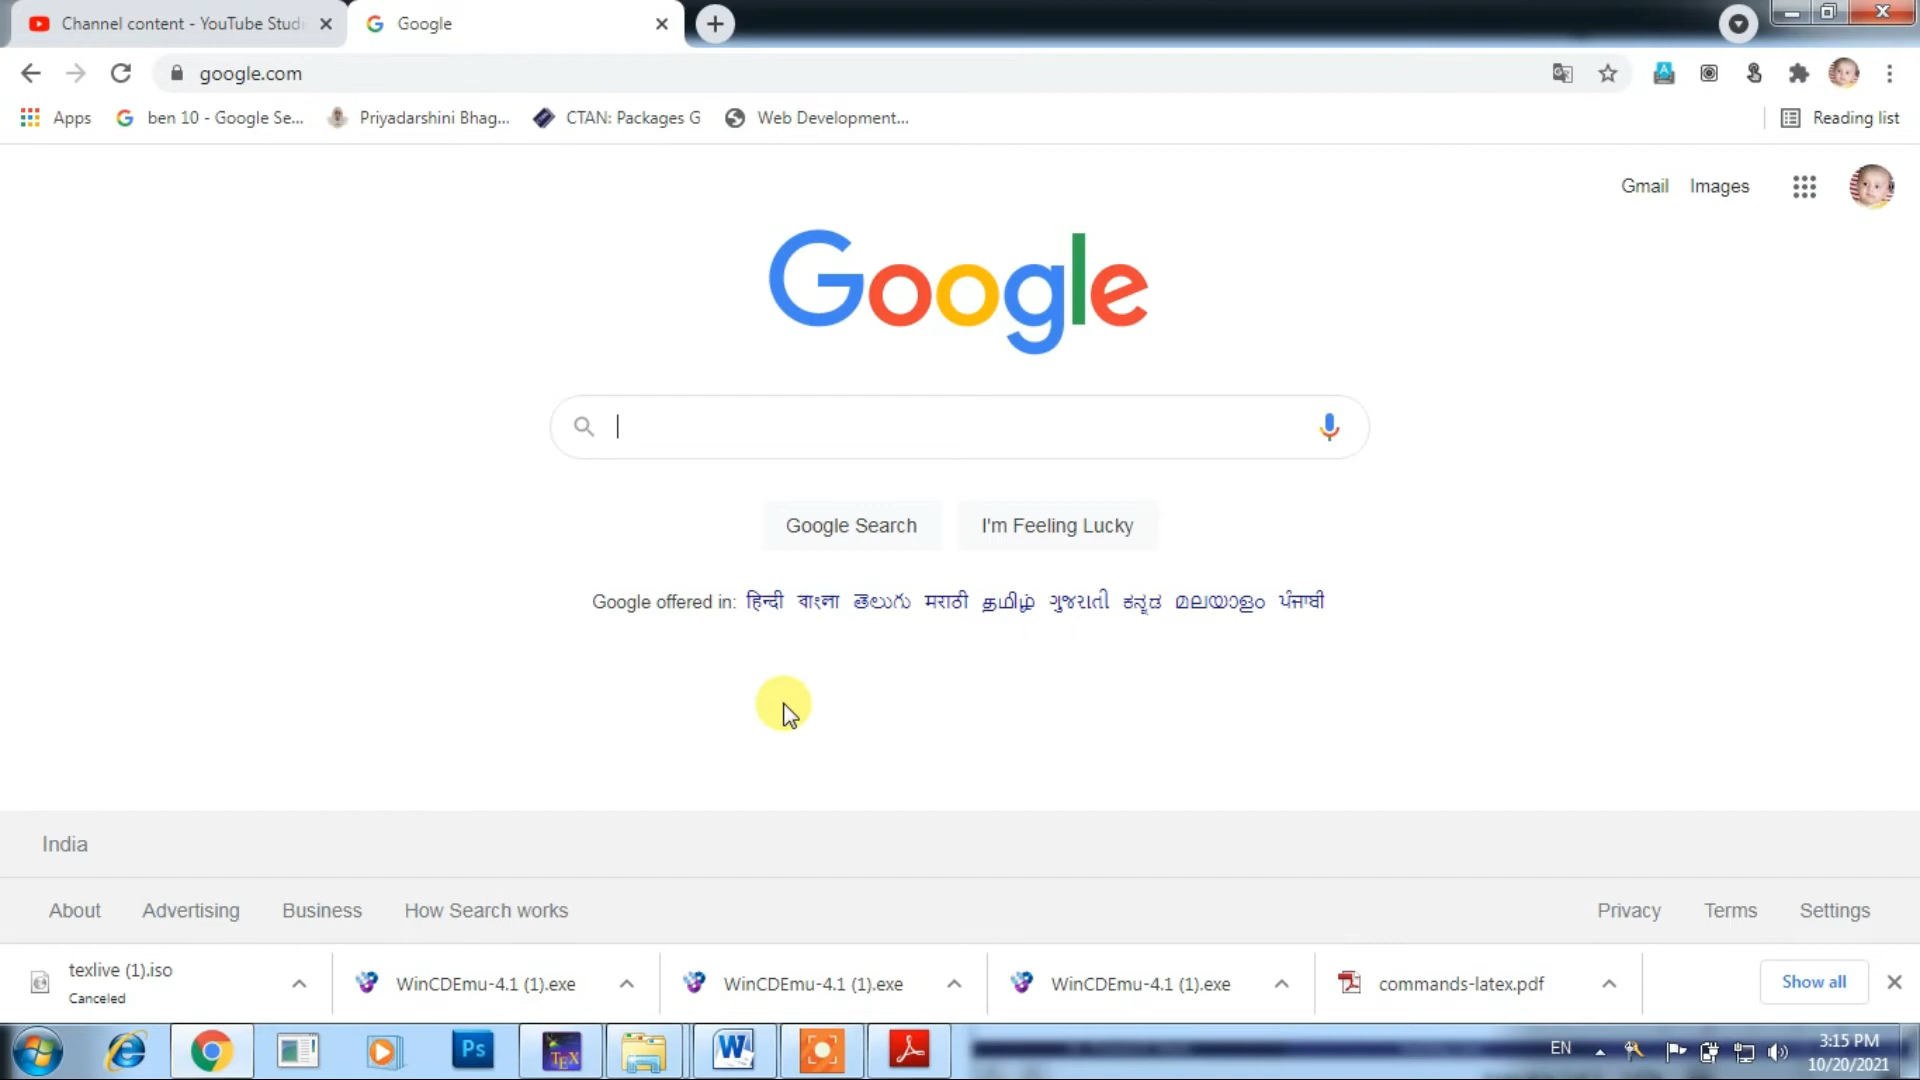 Channel content - YouTube Studi
Google
google.com
Apps
ben 10 - Google Se...
Priyadarshini Bhag...
CTAN: Packages G
Web Development...
Reading list
Gmail
Images
Google
Google Search
I'm Feeling Lucky
Google offered in: हिन्दी বাংলা తెలుగు मराठी தமிழ் ગુજરાતી ಕನ್ನಡ മലയാളം ਪੰਜਾਬੀ
India
About
Advertising
Business
How Search works
Privacy
Terms
Settings
texlive (1).iso
Canceled
WinCDEmu-4.1 (1).exe
WinCDEmu-4.1 (1).exe
WinCDEmu-4.1 (1).exe
commands-latex.pdf
Show all
Ps
TEX
W
EN
3:15 PM
10/20/2021